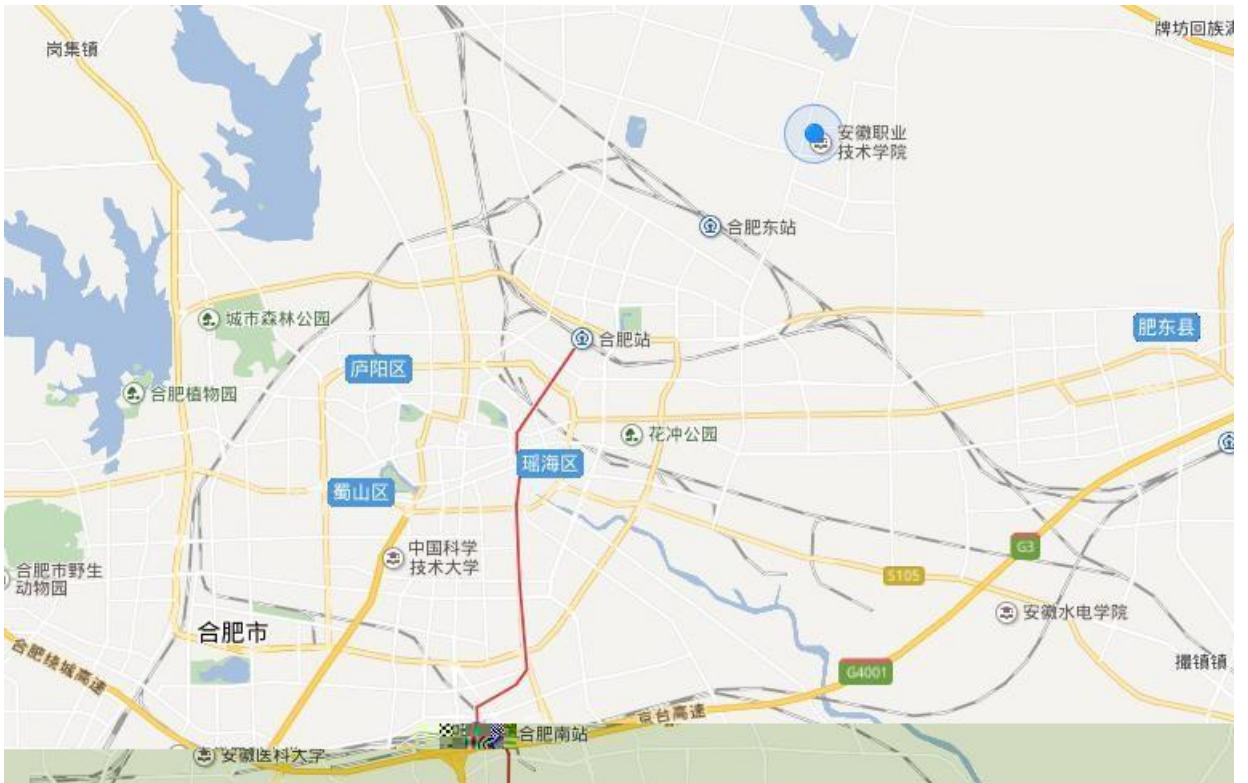 岗集镇
牌坊回族满
安徽职业
技术学院
合肥东站
城市森林公园
合肥站
肥东县
庐阳区
合肥植物园
花冲公园
瑶海区
蜀山区
中国科学
技术大学
G3
合肥市野生
动物园
S105
安徽水电学院
合肥市
合肥绕城高速
撮镇镇
G4001
京台高速
合肥南站
安徽医科大学